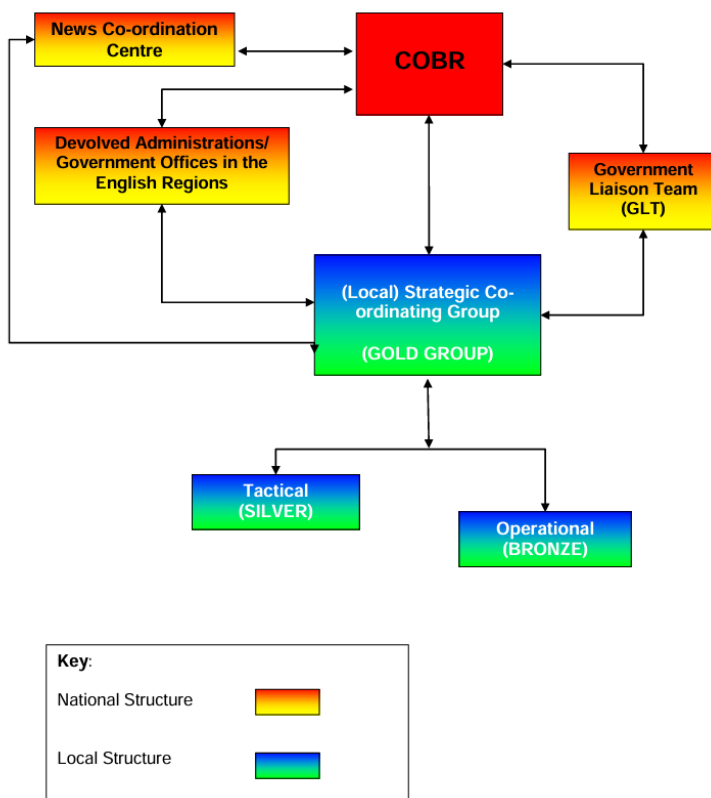 News Co-ordination
Centre
COBR
Devolved Administrations/
Government Offices in the
English Regions
Government
Liaison Team
(GLT)
(Local) Strategic Co-
ordinating Group
(GOLD GROUP)
Tactical
(SILVER)
Operational
(BRONZE)
Key:
National Structure
Local Structure